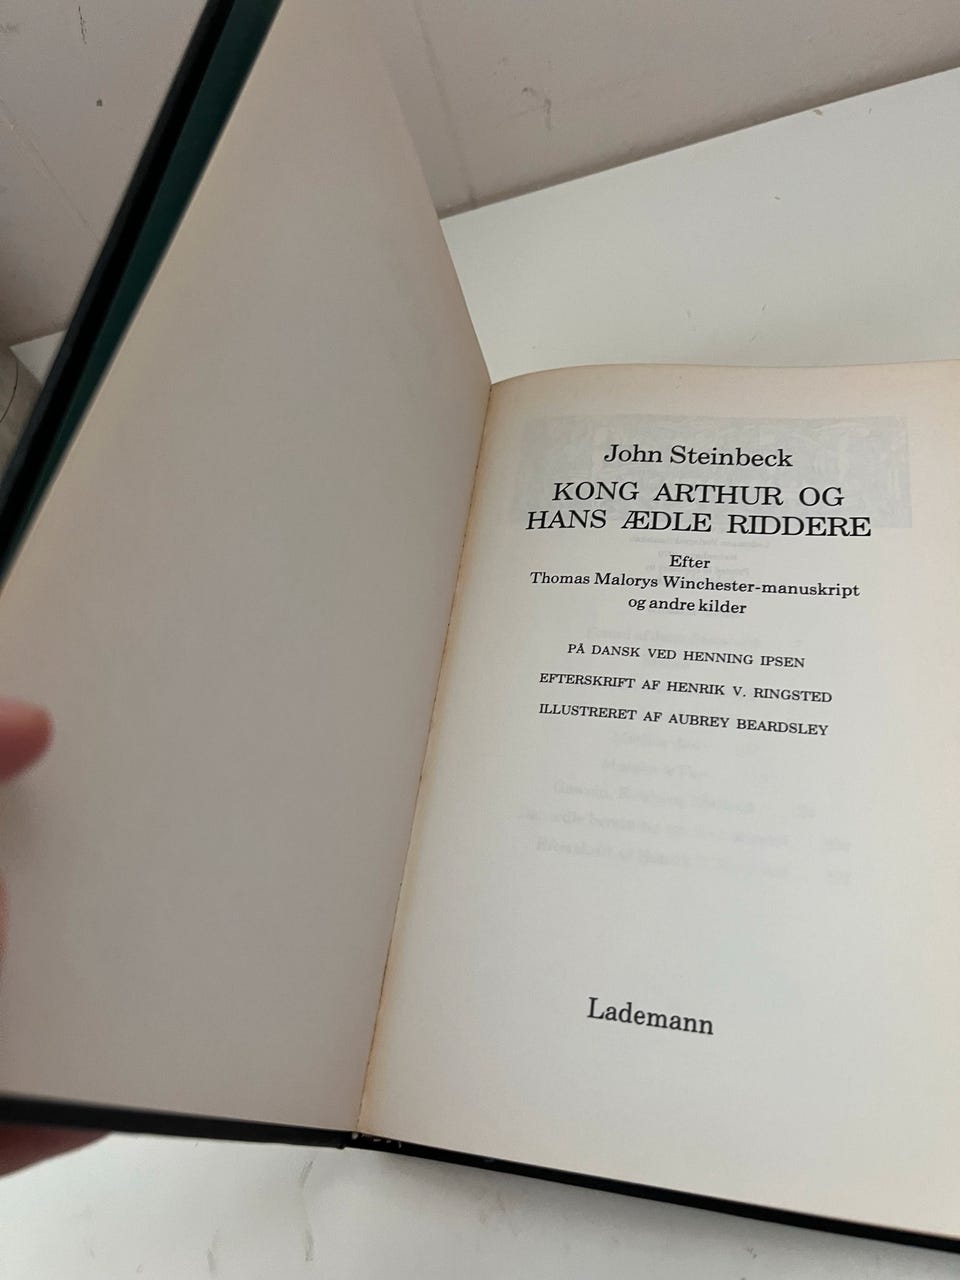 John Steinbeck
KONG ARTHUR OG
HANS ÆDLE RIDDERE
Efter
Thomas Malorys Winchester-manuskript
og andre kilder
PÅ DANSK VED HENNING IPSEN
EFTERSKRIFT AF HENRIK V. RINGSTED
ILLUSTRERET AF AUBREY BEARDSLEY
Lademann